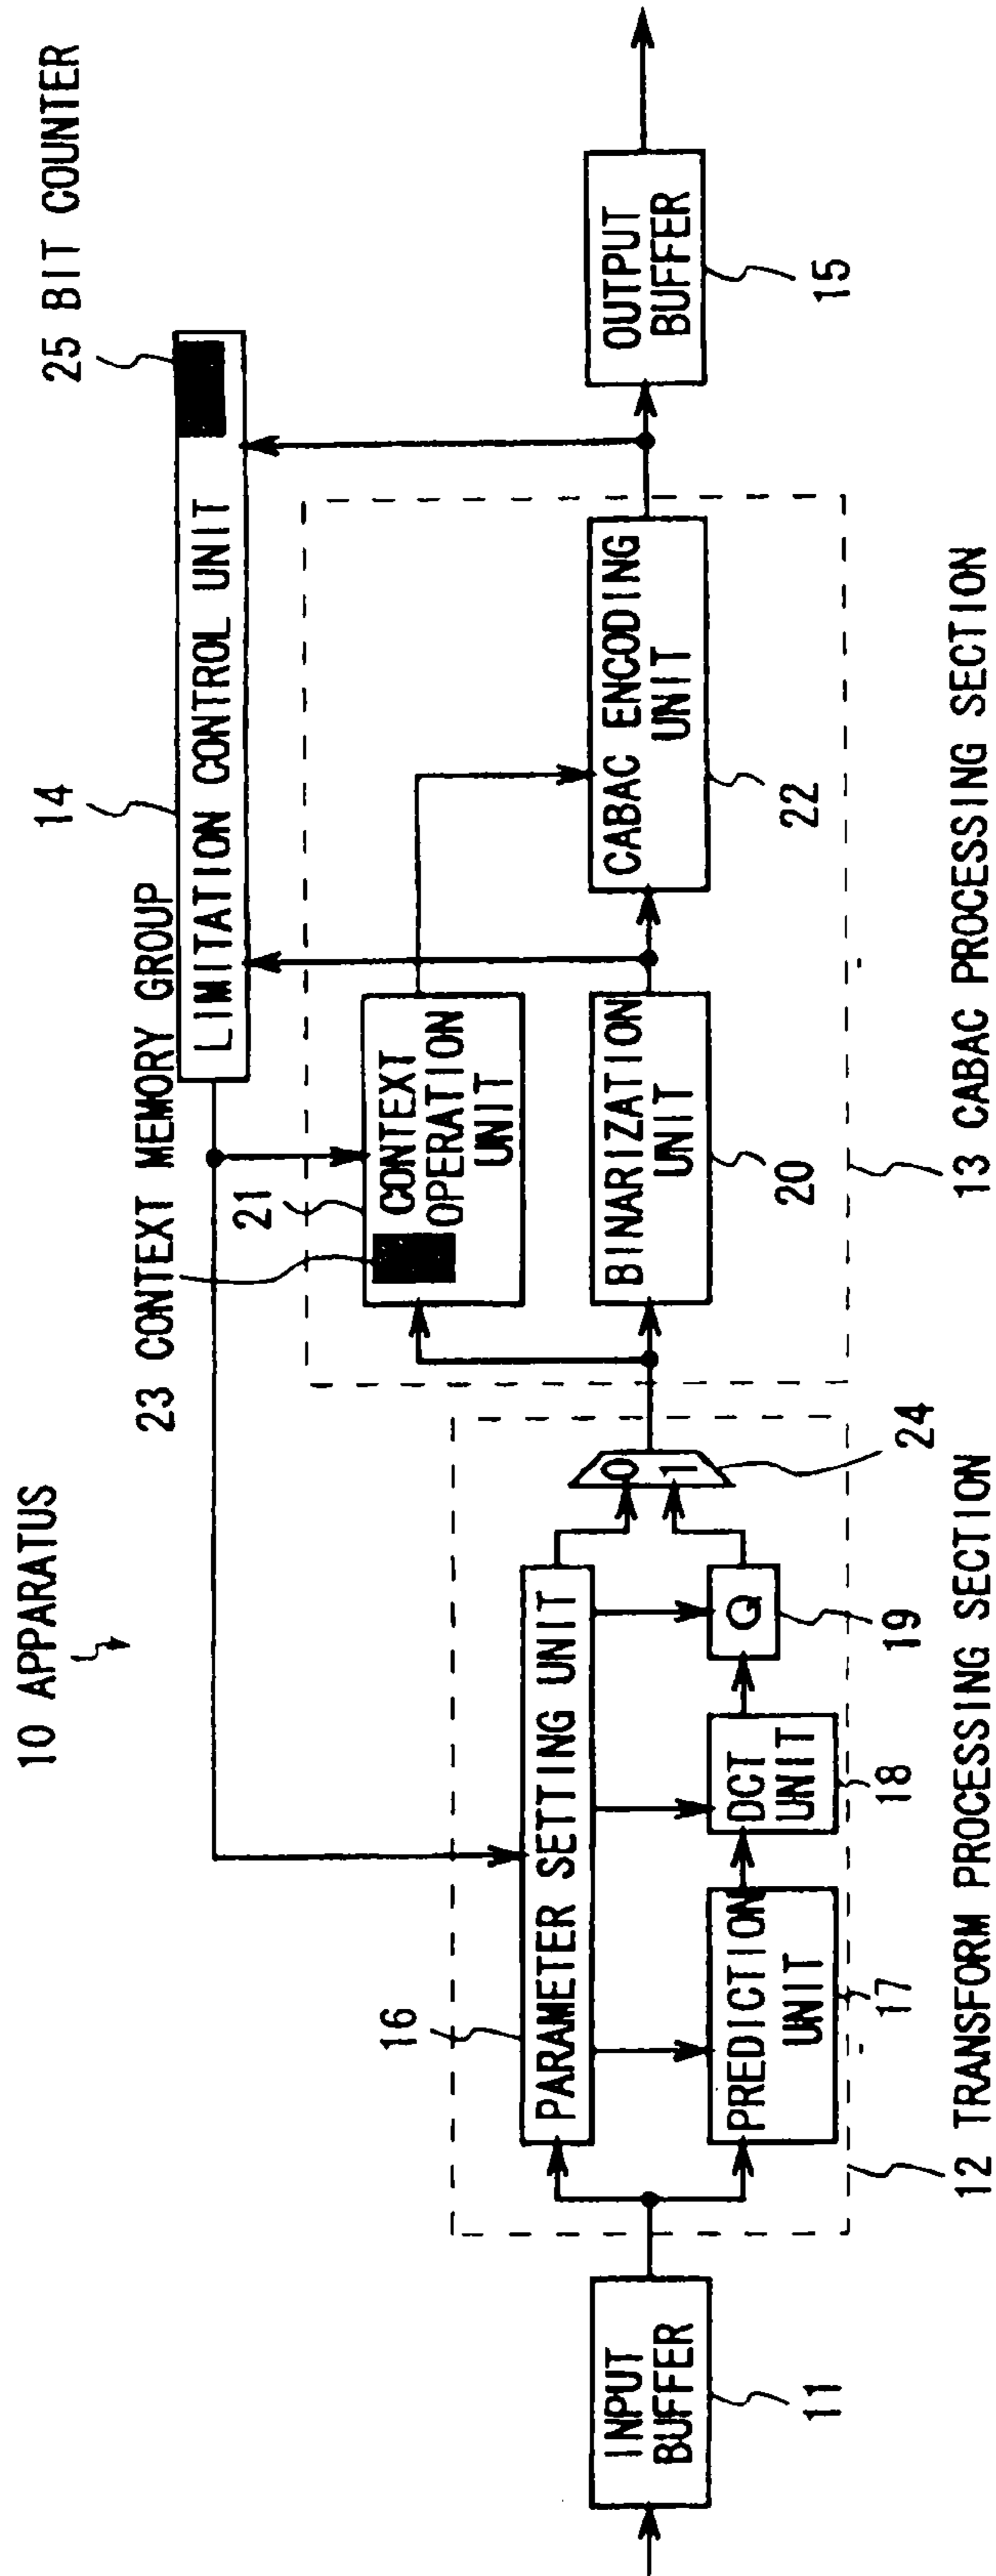 10 APPARATUS
14
25 BIT COUNTER
LIMITATION CONTROL UNIT
23 CONTEXT MEMORY GROUP
21
CONTEXT
OPERATION
UNIT
16
PARAMETER SETTING UNIT
INPUT
BUFFER
11
PREDICTION
UNIT
17
DCT
UNIT
18
Q
19
0
1
24
BINARIZATION
UNIT
20
CABAC ENCODING
UNIT
22
OUTPUT
BUFFER
15
12 TRANSFORM PROCESSING SECTION
13 CABAC PROCESSING SECTION